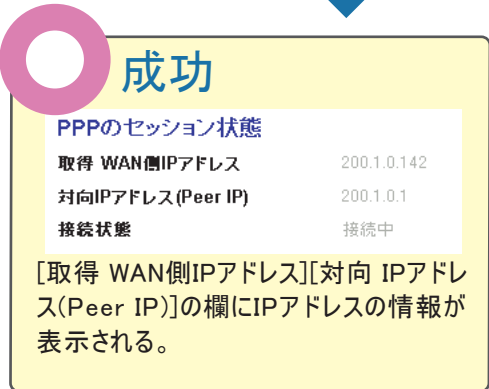 成功
PPPのセッション状態
取得 WAN側IPアドレス 200.1.0.142
対向IPアドレス(Peer IP) 200.1.0.1
接続状態 接続中
[取得 WAN側IPアドレス][対向 IPアドレ
ス(Peer IP)]の欄にIPアドレスの情報が
表示される。